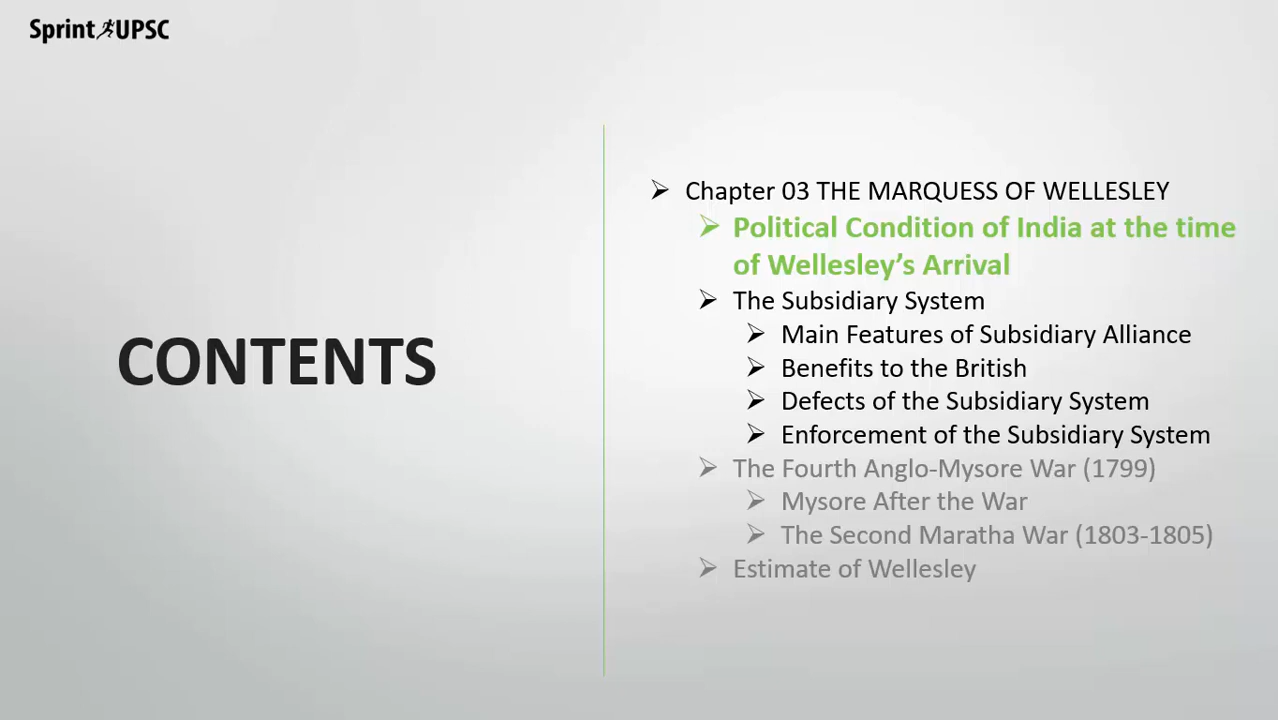 Sprint UPSC
CONTENTS
Chapter 03 THE MARQUESS OF WELLESLEY
Political Condition of India at the time
of Wellesley's Arrival
The Subsidiary System
Main Features of Subsidiary Alliance
Benefits to the British
Defects of the Subsidiary System
Enforcement of the Subsidiary System
The Fourth Anglo-Mysore War (1799)
Mysore After the War
The Second Maratha War (1803-1805)
Estimate of Wellesley